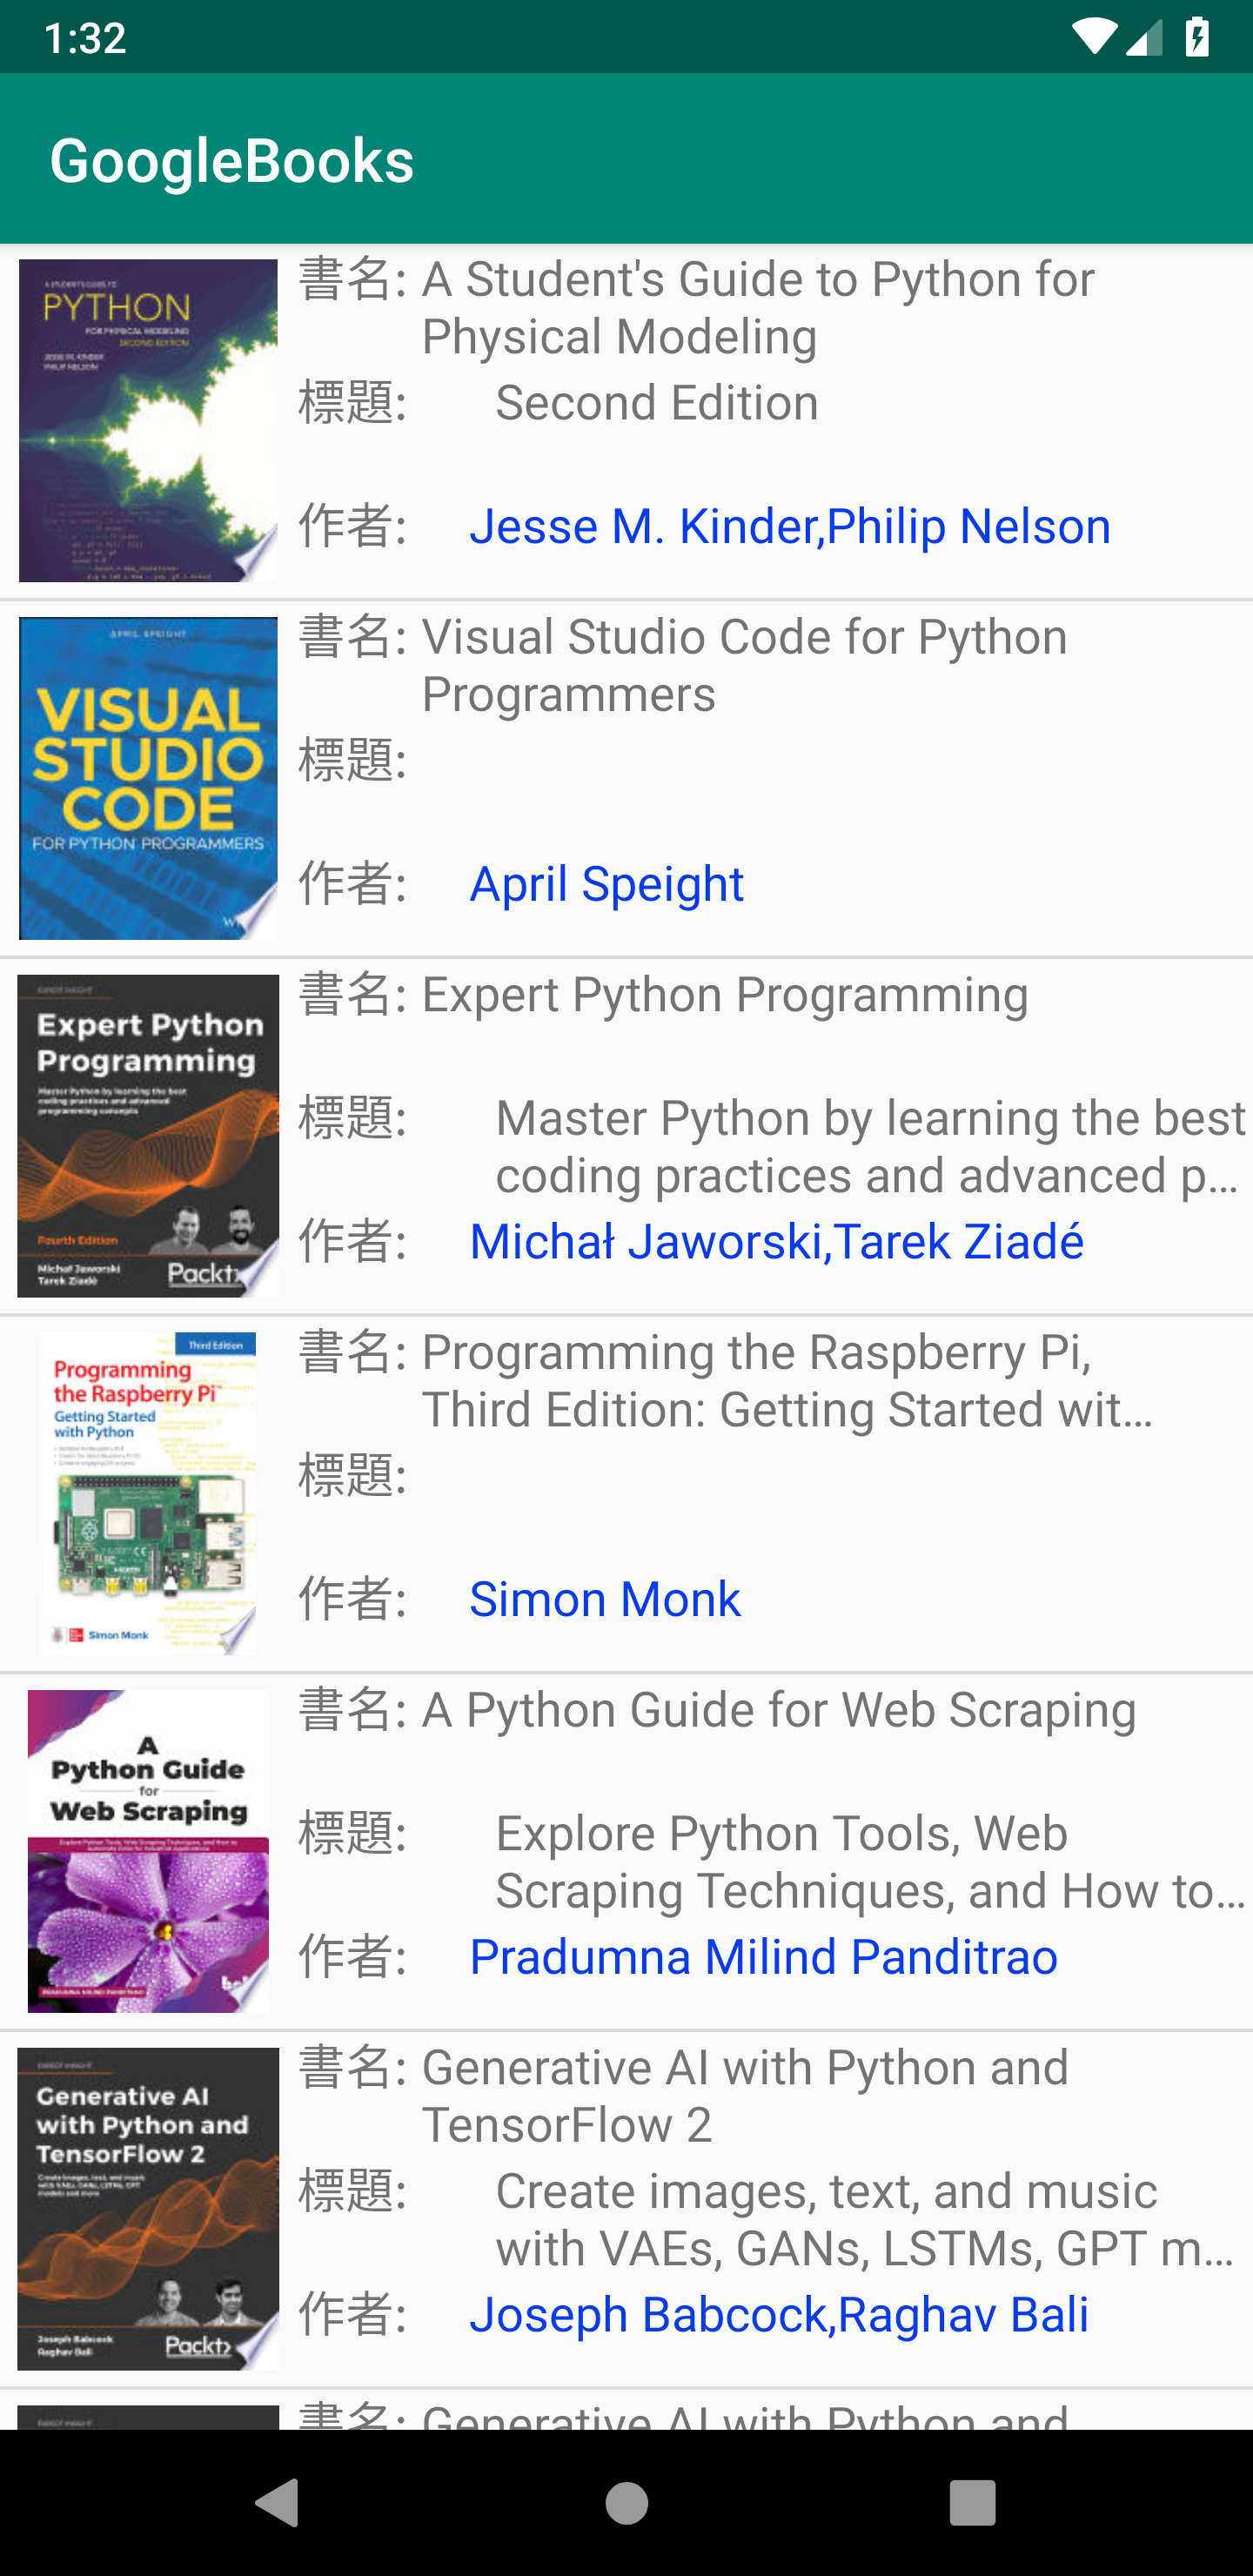 1:32
GoogleBooks
A STUDENT'S GUIDE TO
PYTHON
FOR PHYSICAL MODELING
SECOND EDITION
JESSE M. KINDER
PHILIP NELSON
書名: A Student's Guide to Python for
Physical Modeling
標題: Second Edition
作者: Jesse M. Kinder,Philip Nelson
APRIL SPEIGHT
VISUAL
STUDIO
CODE
FOR PYTHON PROGRAMMERS
書名: Visual Studio Code for Python
Programmers
標題:
作者: April Speight
EXPERT INSIGHT
Expert Python
Programming
Master Python by learning the best
coding practices and advanced
programming concepts
Fourth Edition
Michał Jaworski
Tarek Ziadé
Packt
書名: Expert Python Programming
標題: Master Python by learning the best
coding practices and advanced p…
作者: Michał Jaworski,Tarek Ziadé
Third Edition
Programming
the Raspberry Pi
Getting Started
with Python
Simon Monk
書名: Programming the Raspberry Pi,
Third Edition: Getting Started wit…
標題:
作者: Simon Monk
A
Python Guide
for
Web Scraping
PRADUMNA MILIND PANDITRAO
書名: A Python Guide for Web Scraping
標題: Explore Python Tools, Web
Scraping Techniques, and How to…
作者: Pradumna Milind Panditrao
EXPERT INSIGHT
Generative AI
with Python and
TensorFlow 2
Create images, text, and music
with VAEs, GANs, LSTMs, GPT
models and more
Joseph Babcock
Raghav Bali
Packt>
書名: Generative AI with Python and
TensorFlow 2
標題: Create images, text, and music
with VAEs, GANs, LSTMs, GPT m…
作者: Joseph Babcock,Raghav Bali
EXPERT INSIGHT
書名: Generative AI with Python and